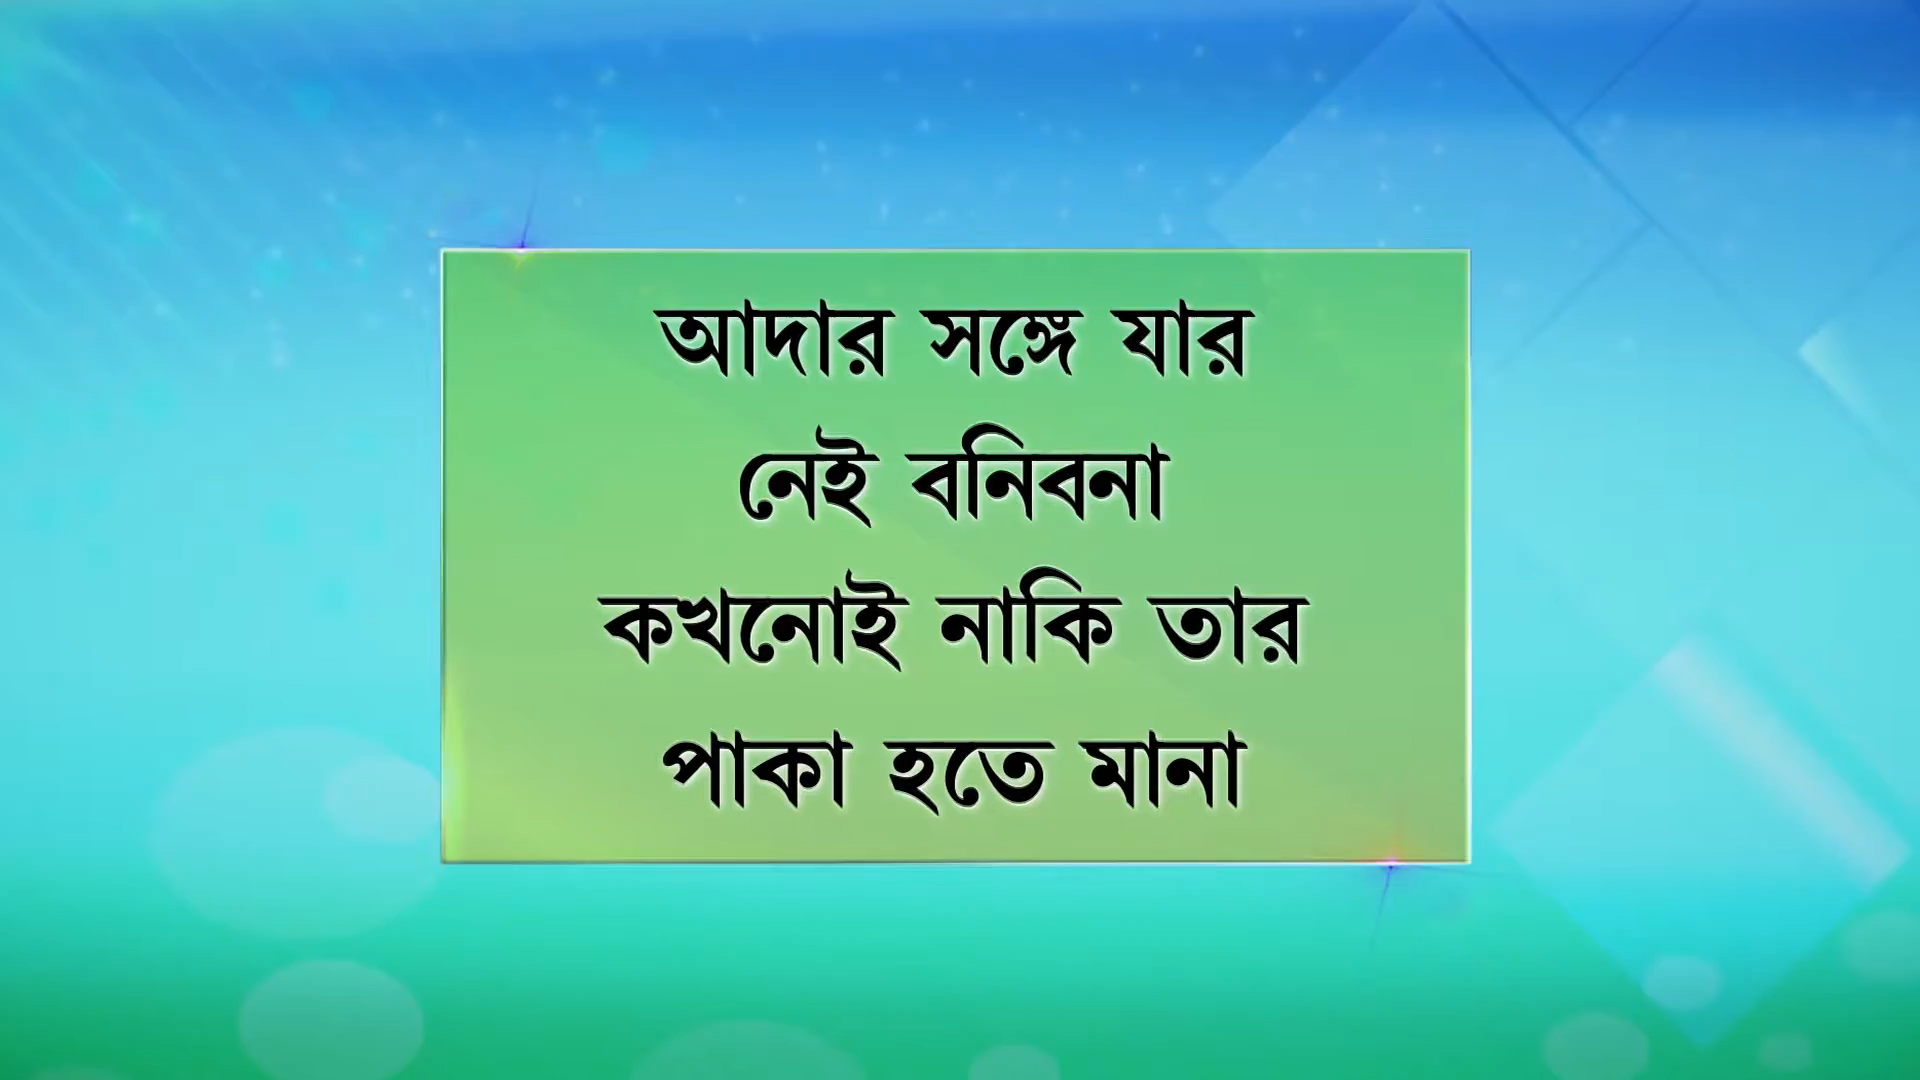 আদার সঙ্গে যার
নেই বনিবনা
কখনোই নাকি তার
পাকা হতে মানা